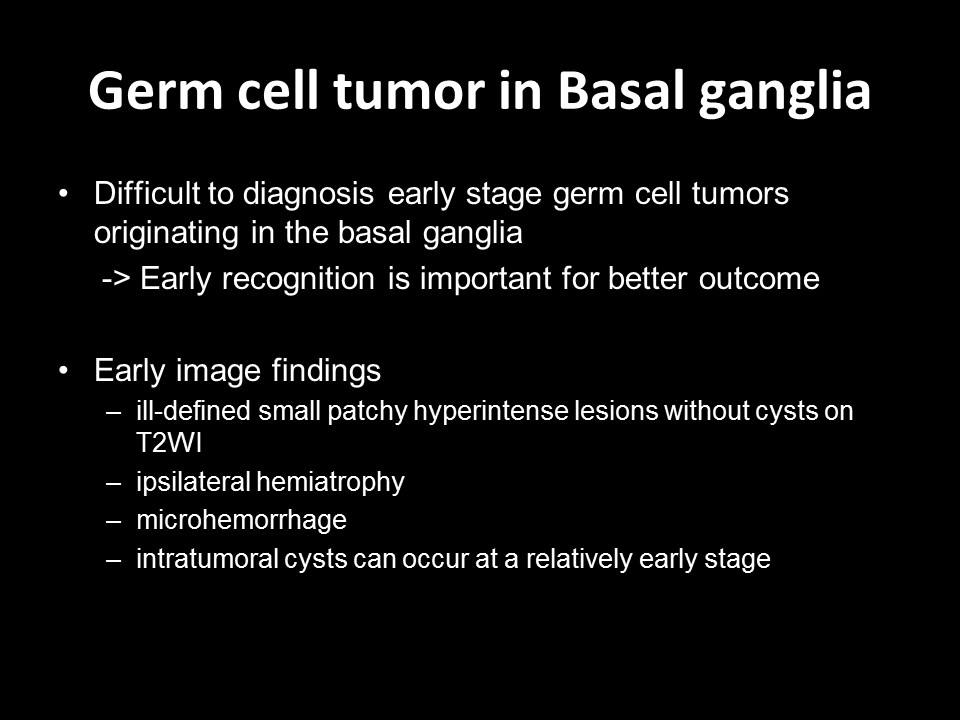 Germ cell tumor in Basal ganglia
• Difficult to diagnosis early stage germ cell tumors
originating in the basal ganglia
-> Early recognition is important for better outcome
• Early image findings
– ill-defined small patchy hyperintense lesions without cysts on
T2WI
– ipsilateral hemiatrophy
– microhemorrhage
– intratumoral cysts can occur at a relatively early stage